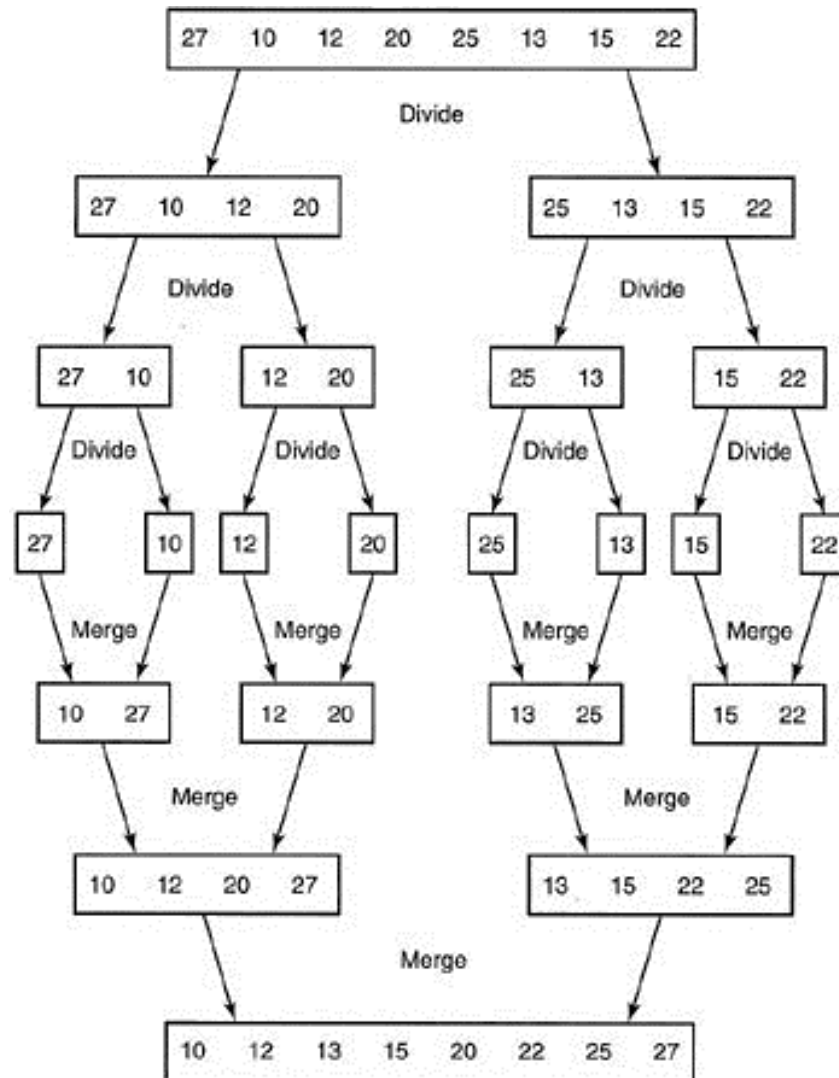 27 10 12 20 25 13 15 22
Divide
27 10 12 20 25 13 15 22
Divide Divide
27 10 12 20 25 13 15 22
Divide Divide Divide Divide
27 10 12 20 25 13 15 22
Merge Merge Merge Merge
10 27 12 20 13 25 15 22
Merge Merge
10 12 20 27 13 15 22 25
Merge
10 12 13 15 20 22 25 27